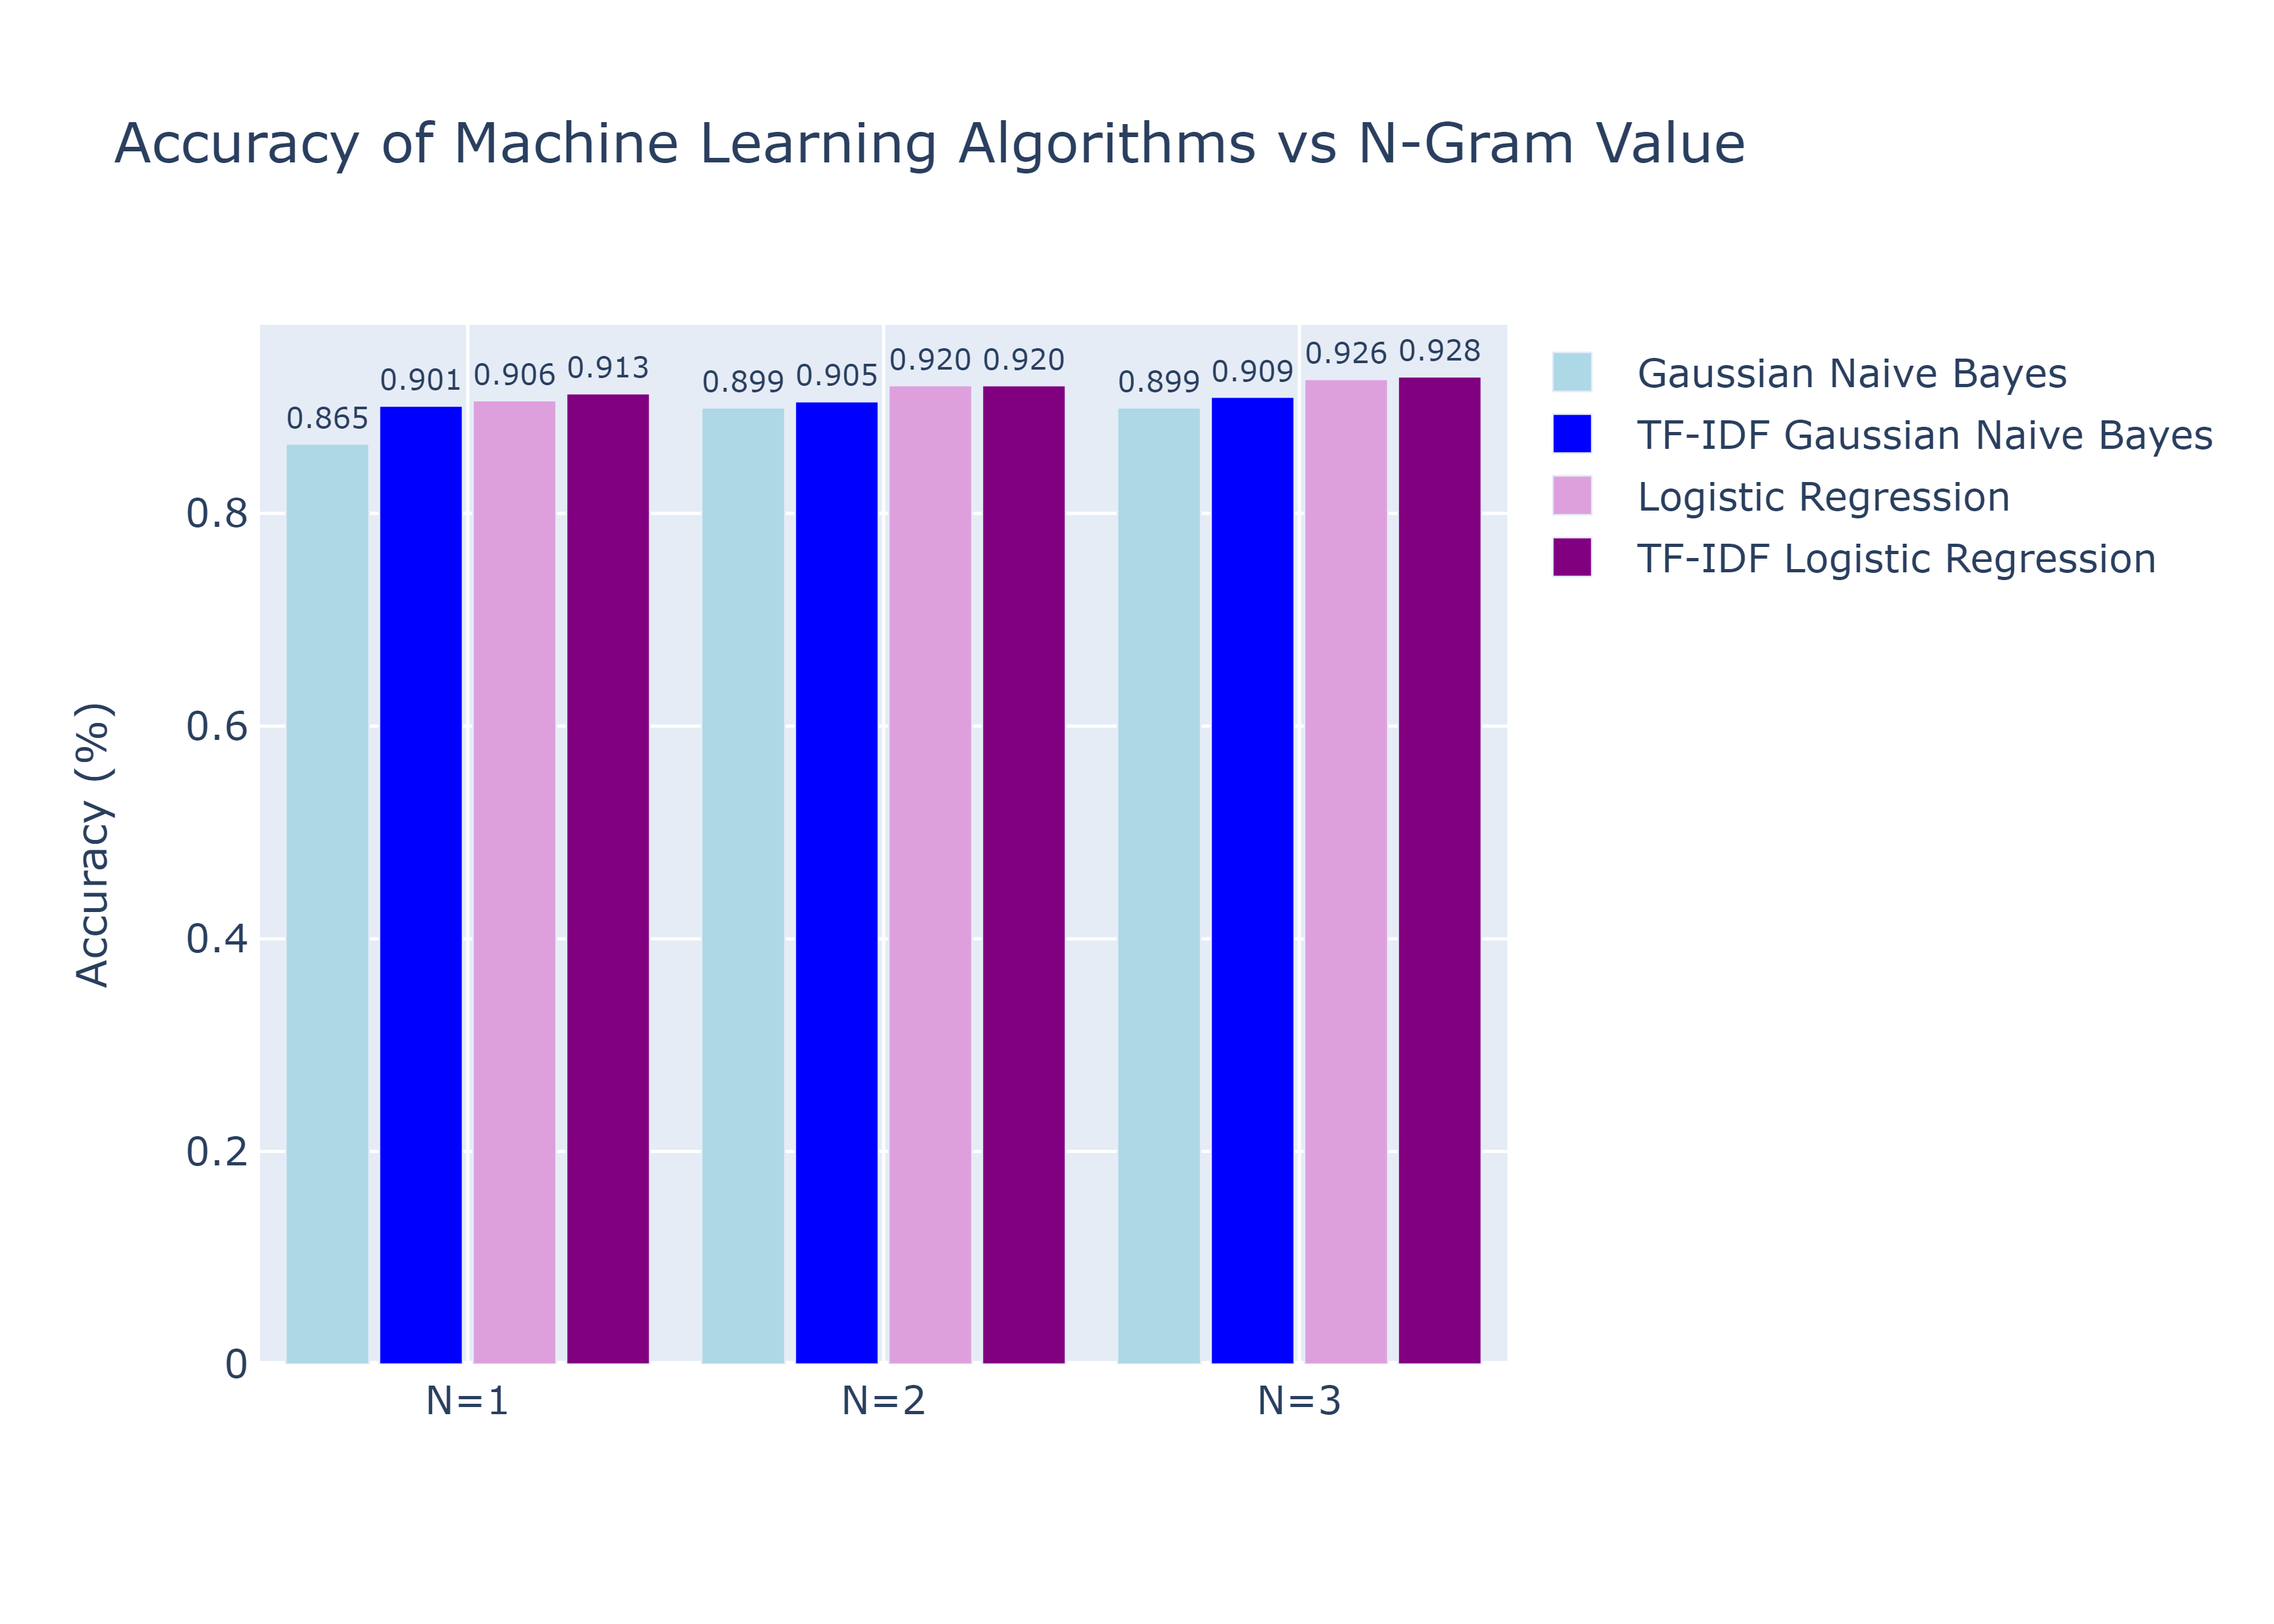 Accuracy of Machine Learning Algorithms vs N-Gram Value
0.865
0.901
0.906
0.913
0.899
0.905
0.920
0.920
0.899
0.909
0.926
0.928
Gaussian Naive Bayes
TF-IDF Gaussian Naive Bayes
Logistic Regression
TF-IDF Logistic Regression
Accuracy (%)
0.8
0.6
0.4
0.2
0
N=1
N=2
N=3